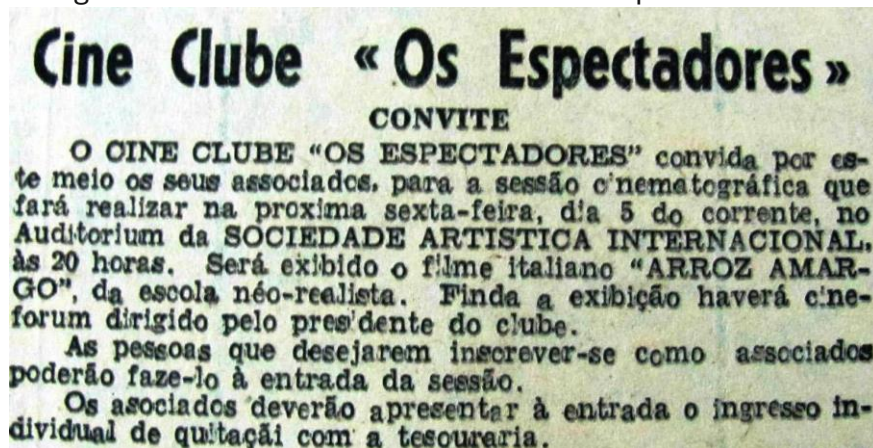 Cine Clube «Os Espectadores»
CONVITE
O CINE CLUBE "OS ESPECTADORES" convida por es-
te meio os seus associados, para a sessão c'nematográfica que
fará realizar na proxima sexta-feira, dia 5 do corrente, no
Auditorium da SOCIEDADE ARTISTICA INTERNACIONAL,
às 20 horas. Será exibido o filme italiano "ARROZ AMAR-
GO", da escola néo-realista. Finda a exibição haverá cine-
forum dirigido pelo pres'dente do clube.
As pessoas que desejarem inscrever-se como associados
poderão faze-lo à entrada da sessão.
Os asociados deverão apresentar à entrada o ingresso in-
dividual de quitaçãi com a tesouraria.